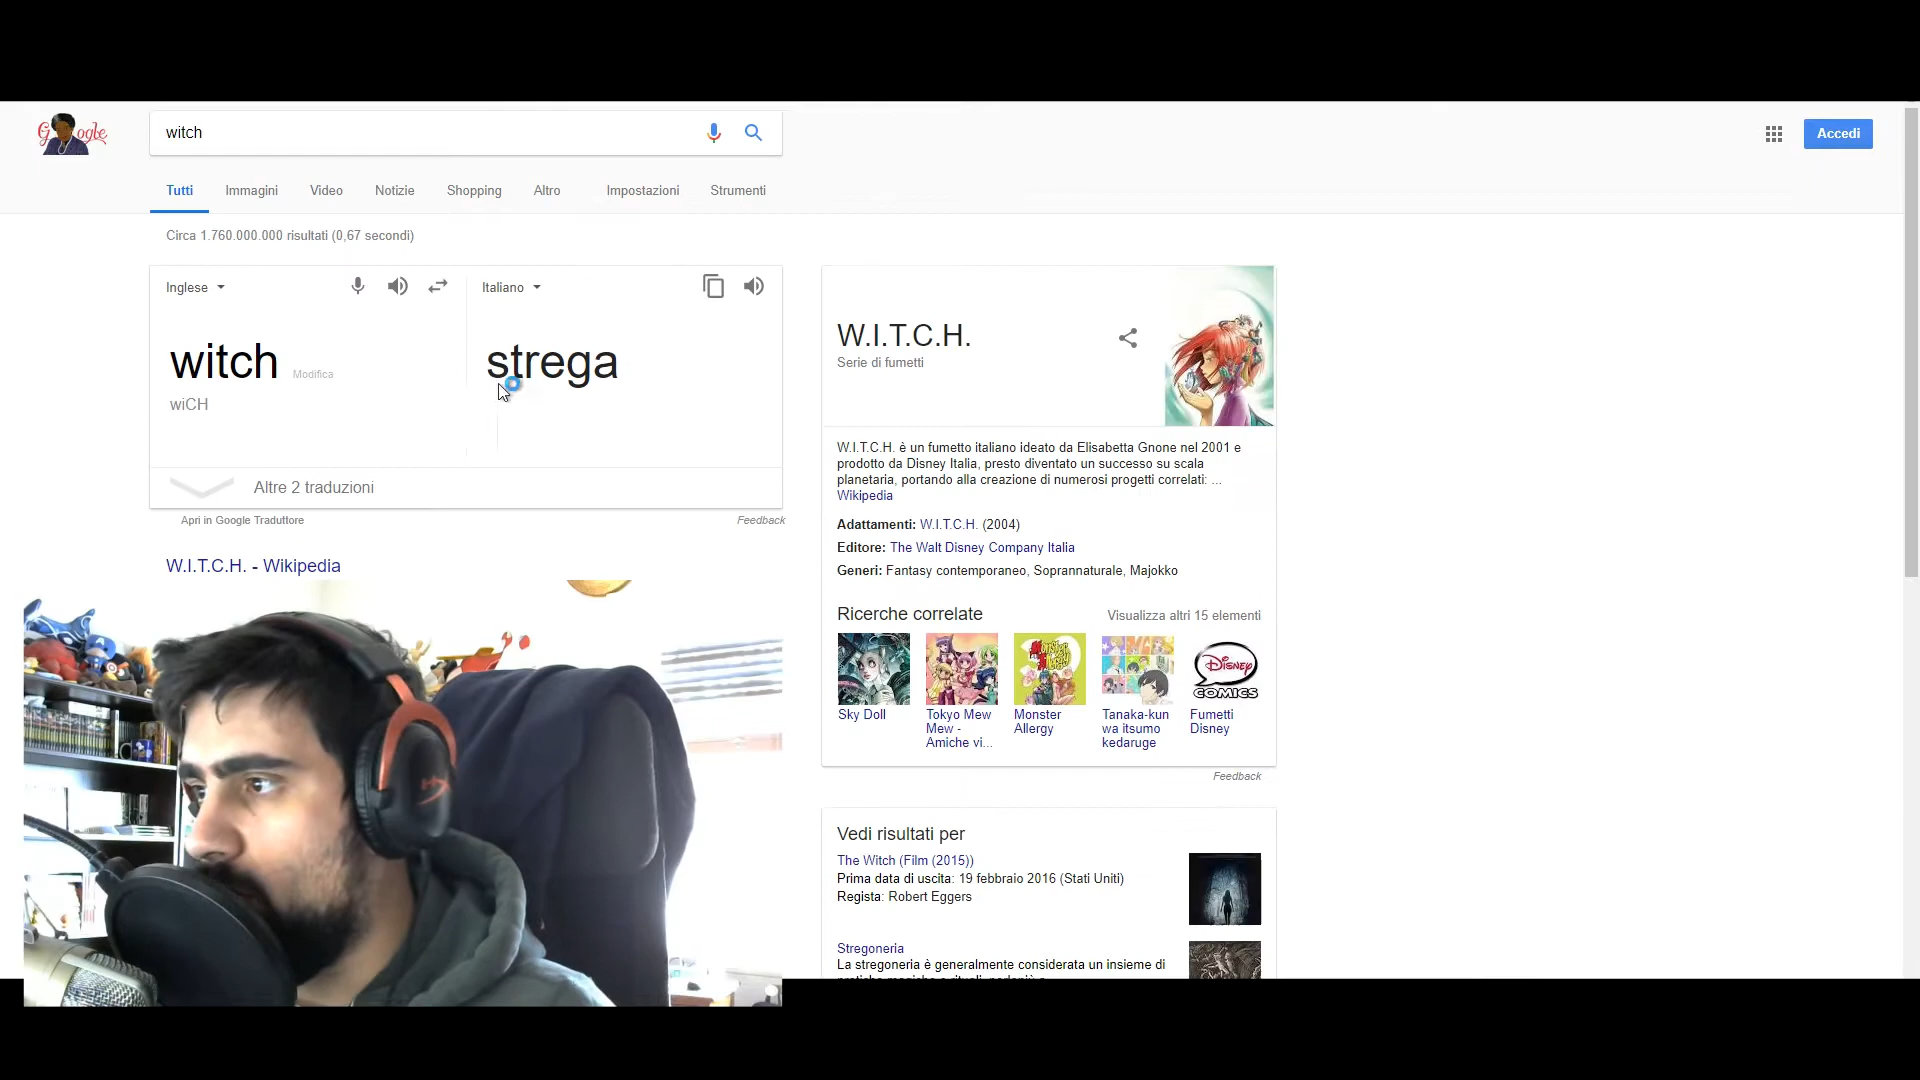 Google
witch
Accedi
Tutti Immagini Video Notizie Shopping Altro Impostazioni Strumenti
Circa 1.760.000.000 risultati (0,67 secondi)
Inglese Italiano
witch Modifica strega
wiCH
Altre 2 traduzioni
Apri in Google Traduttore Feedback
W.I.T.C.H. - Wikipedia
W.I.T.C.H.
Serie di fumetti
W.I.T.C.H. è un fumetto italiano ideato da Elisabetta Gnone nel 2001 e
prodotto da Disney Italia, presto diventato un successo su scala
planetaria, portando alla creazione di numerosi progetti correlati: ...
Wikipedia
Adattamenti: W.I.T.C.H. (2004)
Editore: The Walt Disney Company Italia
Generi: Fantasy contemporaneo, Soprannaturale, Majokko
Ricerche correlate Visualizza altri 15 elementi
Monster
Allergy
Disney
COMICS
Sky Doll
Tokyo Mew
Mew -
Amiche vi...
Monster
Allergy
Tanaka-kun
wa itsumo
kedaruge
Fumetti
Disney
Feedback
Vedi risultati per
The Witch (Film (2015))
Prima data di uscita: 19 febbraio 2016 (Stati Uniti)
Regista: Robert Eggers
Stregoneria
La stregoneria è generalmente considerata un insieme di